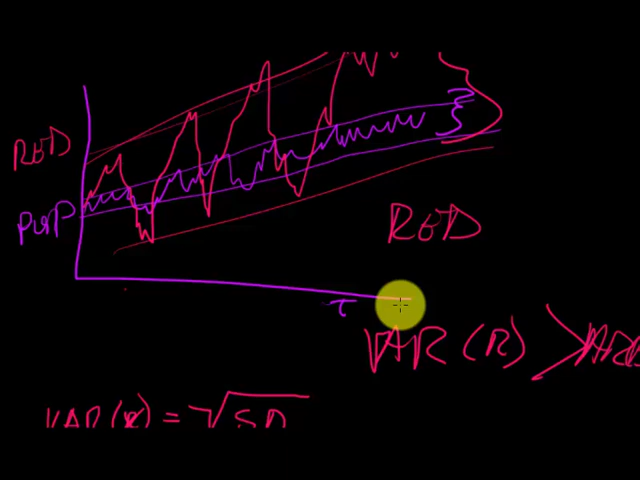 RED
PURP
RED
τ
VAR (R) > VAR(
VAR(X) = √SD